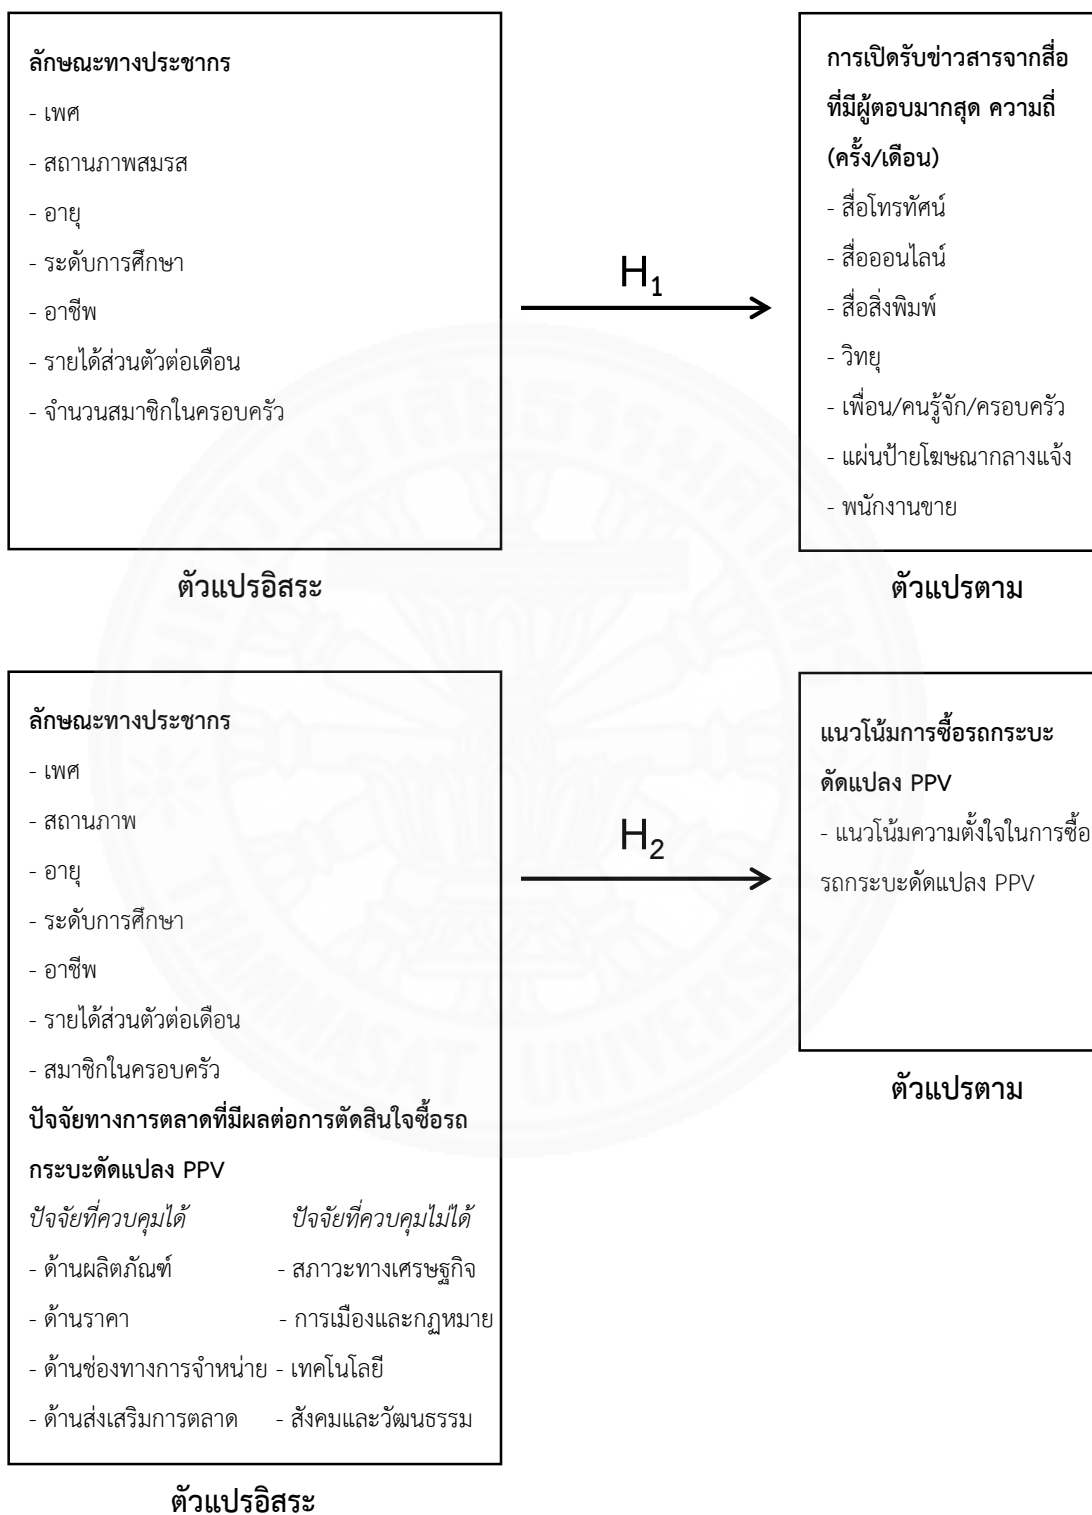 ลักษณะทางประชากร
- เพศ
- สถานภาพสมรส
- อายุ
- ระดับการศึกษา
- อาชีพ
- รายได้ส่วนตัวต่อเดือน
- จำนวนสมาชิกในครอบครัว
ตัวแปรอิสระ
H1
การเปิดรับข่าวสารจากสื่อ
ที่มีผู้ตอบมากสุด ความถี่
(ครั้ง/เดือน)
- สื่อโทรทัศน์
- สื่อออนไลน์
- สื่อสิ่งพิมพ์
- วิทยุ
- เพื่อน/คนรู้จัก/ครอบครัว
- แผ่นป้ายโฆษณากลางแจ้ง
- พนักงานขาย
ตัวแปรตาม
ลักษณะทางประชากร
- เพศ
- สถานภาพ
- อายุ
- ระดับการศึกษา
- อาชีพ
- รายได้ส่วนตัวต่อเดือน
- สมาชิกในครอบครัว
ปัจจัยทางการตลาดที่มีผลต่อการตัดสินใจซื้อรถ
กระบะดัดแปลง PPV
ปัจจัยที่ควบคุมได้ ปัจจัยที่ควบคุมไม่ได้
- ด้านผลิตภัณฑ์ - สภาวะทางเศรษฐกิจ
- ด้านราคา - การเมืองและกฎหมาย
- ด้านช่องทางการจำหน่าย - เทคโนโลยี
- ด้านส่งเสริมการตลาด - สังคมและวัฒนธรรม
ตัวแปรอิสระ
H2
แนวโน้มการซื้อรถกระบะ
ดัดแปลง PPV
- แนวโน้มความตั้งใจในการซื้อ
รถกระบะดัดแปลง PPV
ตัวแปรตาม
มหาวิทยาลัยธรรมศาสตร์
THAMMASAT UNIVERSITY